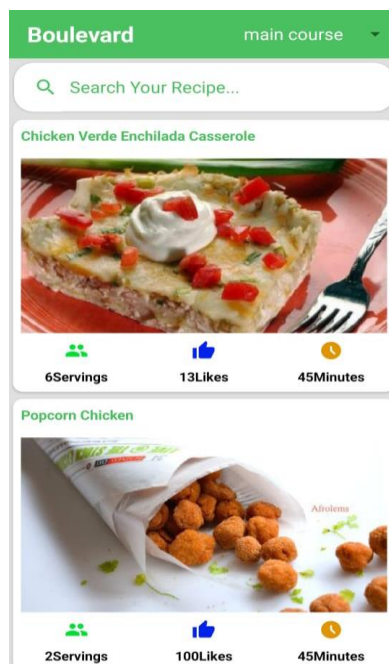 Boulevard main course
Search Your Recipe...
Chicken Verde Enchilada Casserole
6Servings 13Likes 45Minutes
Popcorn Chicken
Afrolems
2Servings 100Likes 45Minutes